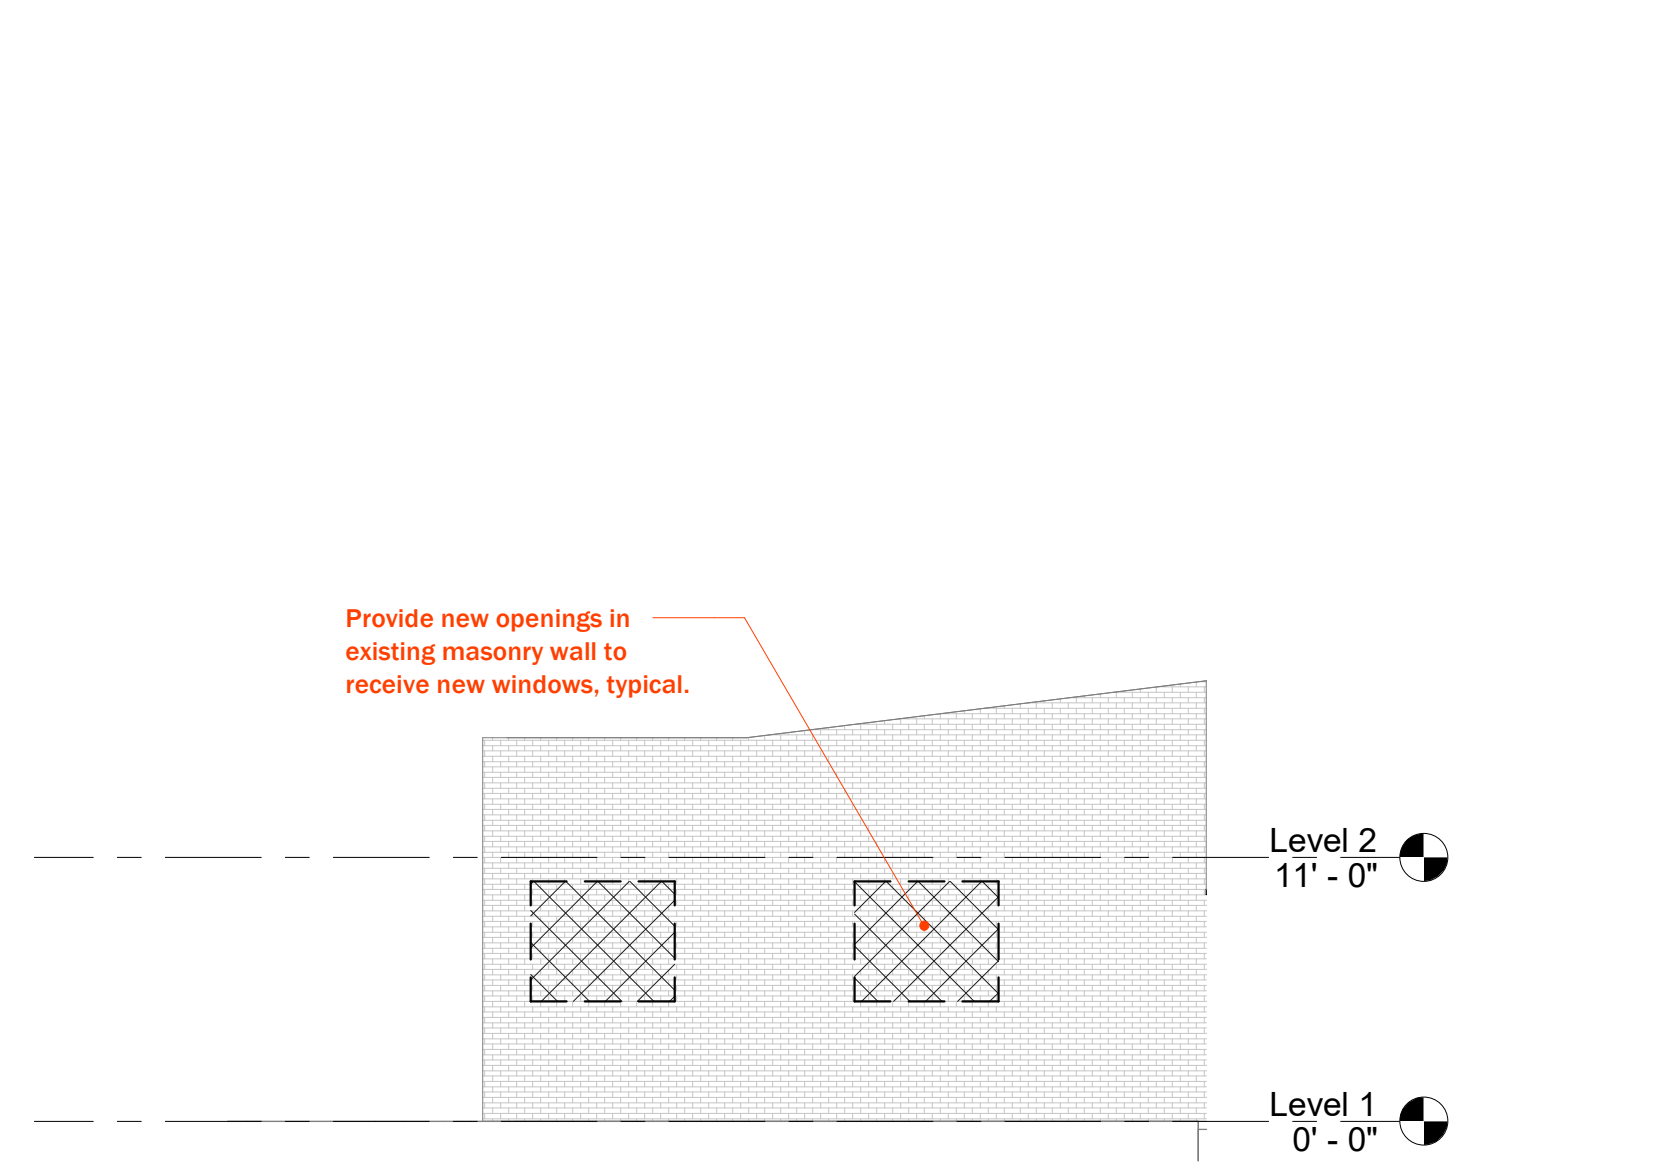 Provide new openings in
existing masonry wall to
receive new windows, typical.
Level 2
11' - 0"
Level 1
0' - 0"